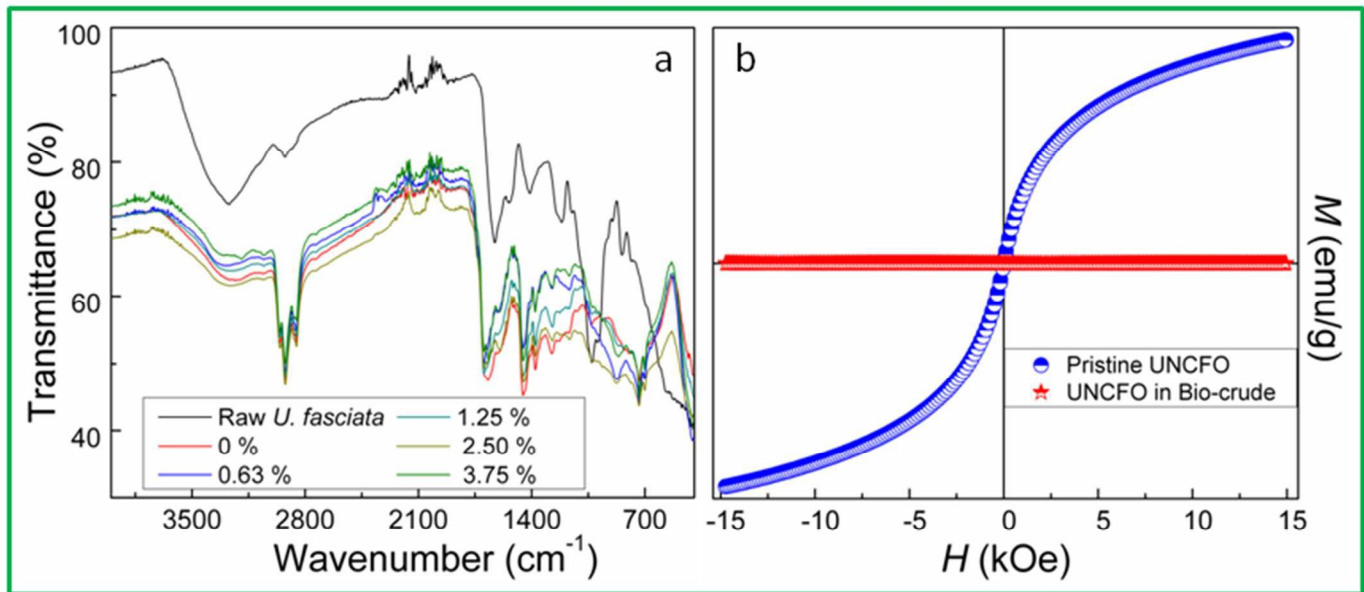 a
100
80
60
40
Transmittance (%)
Raw U. fasciata
0 %
0.63 %
1.25 %
2.50 %
3.75 %
3500 2800 2100 1400 700
Wavenumber (cm⁻¹)
b
Pristine UNCFO
UNCFO in Bio-crude
-15 -10 -5 0 5 10 15
H (kOe)
M (emu/g)